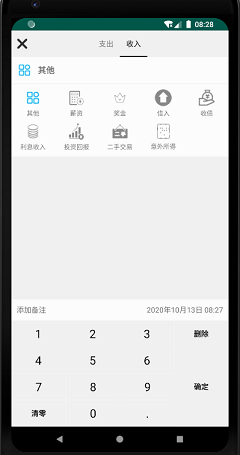 08:28
支出 收入
其他
其他 薪资 奖金 借入 收债
利息收入 投资回报 二手交易 意外所得
添加备注 2020年10月13日 08:27
1 2 3 删除
4 5 6
7 8 9 确定
清零 0 .